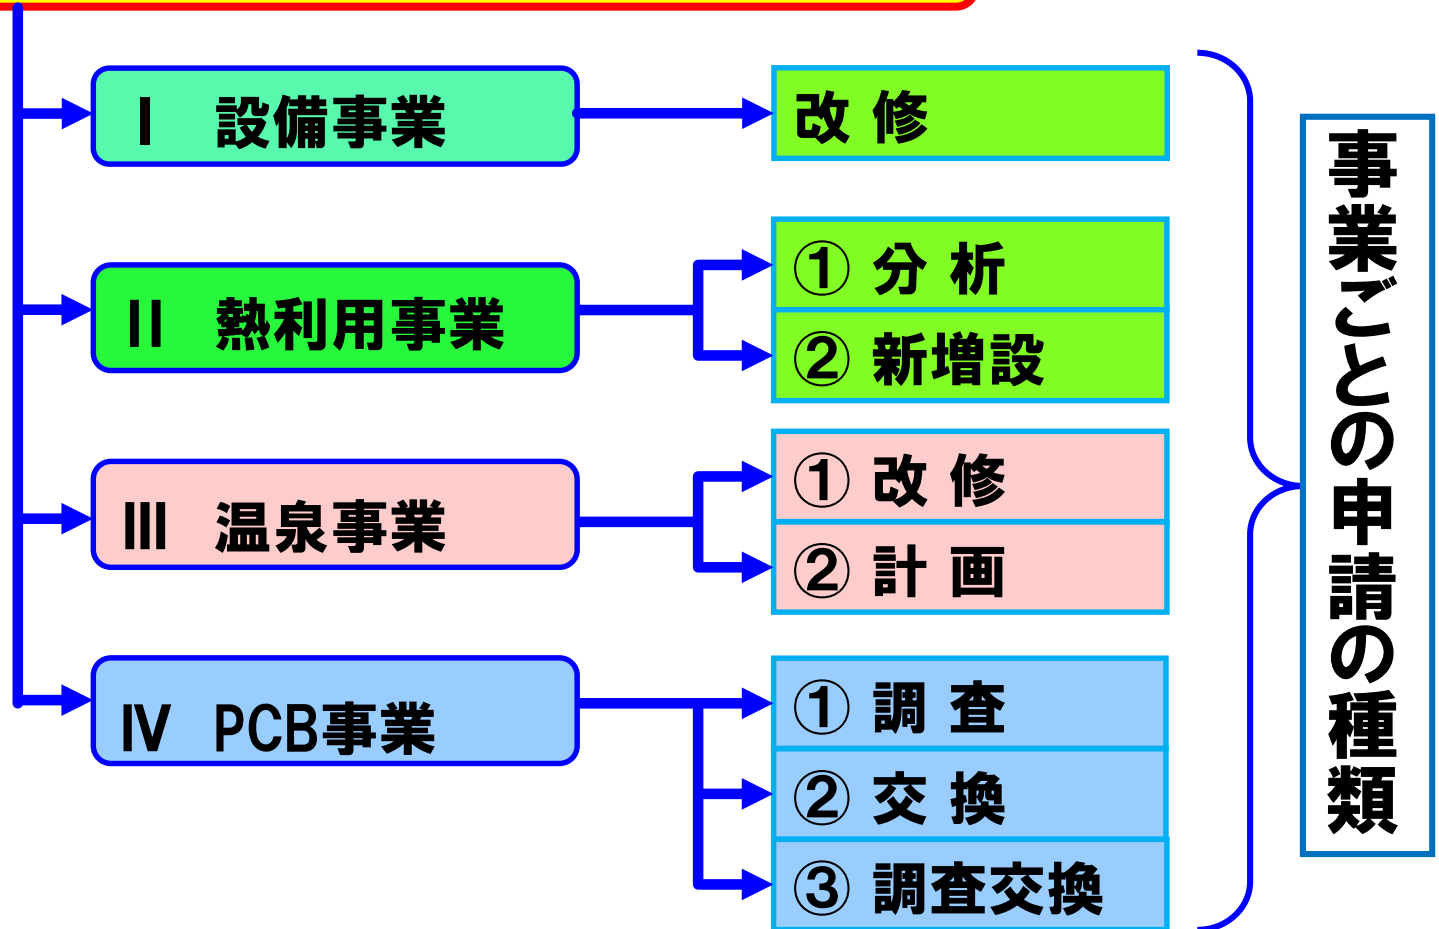 Ⅰ 設備事業
改 修
Ⅱ 熱利用事業
① 分 析
② 新増設
Ⅲ 温泉事業
① 改 修
② 計 画
Ⅳ PCB事業
① 調 査
② 交 換
③ 調査交換
事業ごとの申請の種類